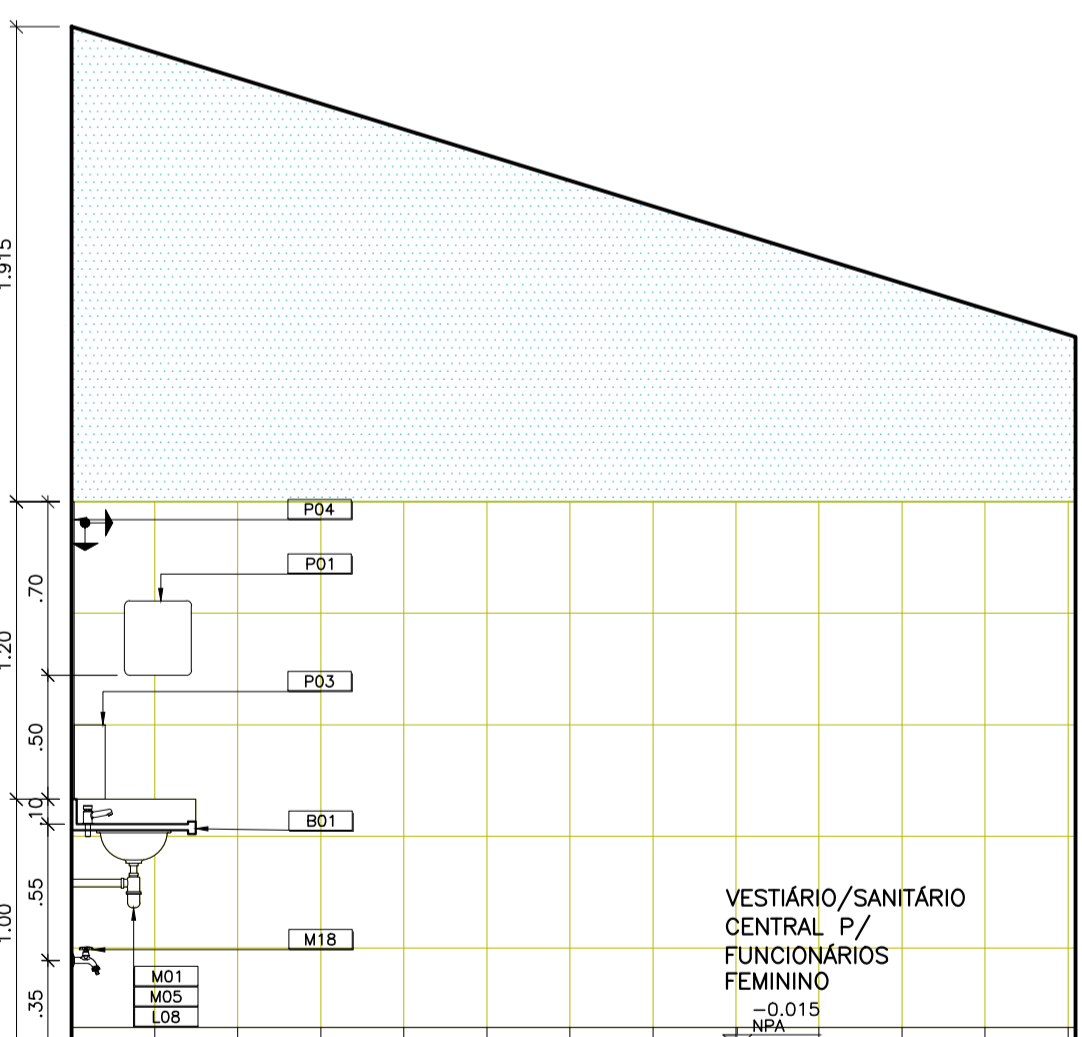 1.915
P04
P01
.70
1.20
P03
.50
.10
B01
.55
VESTIÁRIO/SANITÁRIO
CENTRAL P/
FUNCIONÁRIOS
FEMININO
1.00
M18
M01
M05
L08
.35
-0.015
NPA